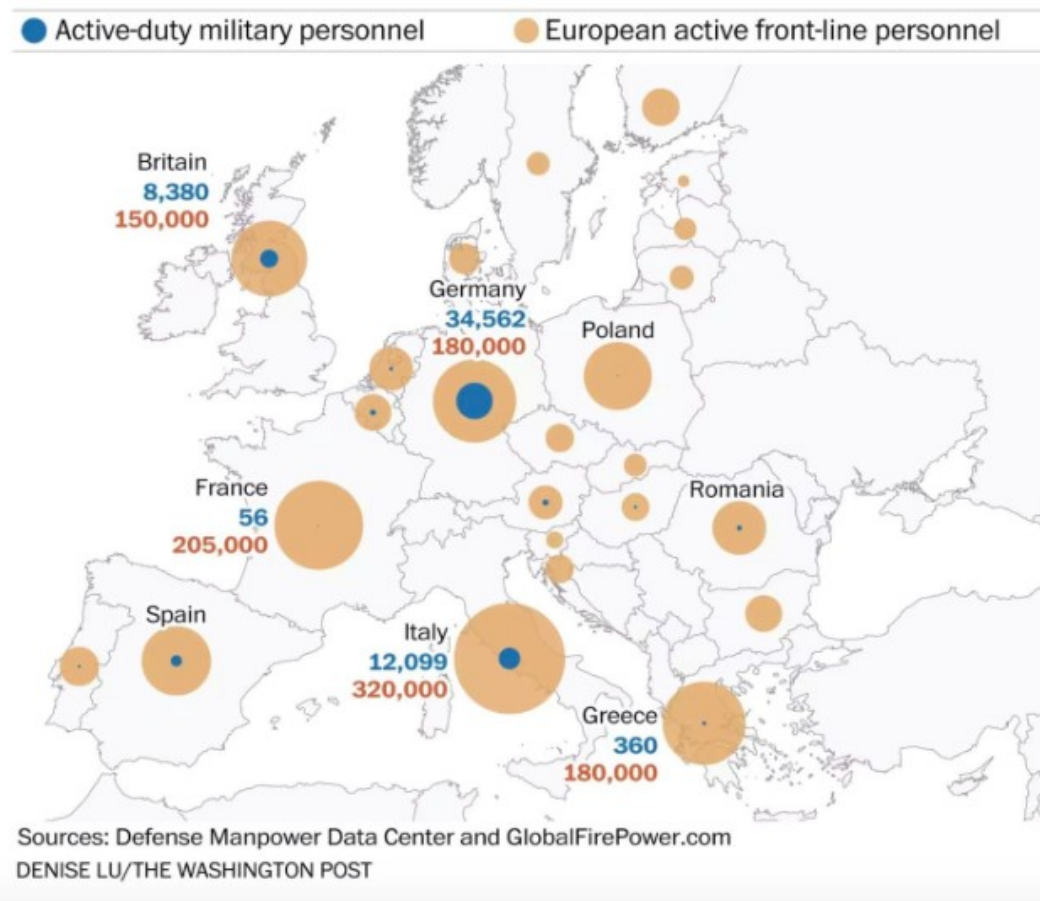 Active-duty military personnel
European active front-line personnel
Britain
8,380
150,000
Germany
34,562
180,000
Poland
France
56
205,000
Romania
Spain
Italy
12,099
320,000
Greece
360
180,000
Sources: Defense Manpower Data Center and GlobalFirePower.com
DENISE LU/THE WASHINGTON POST